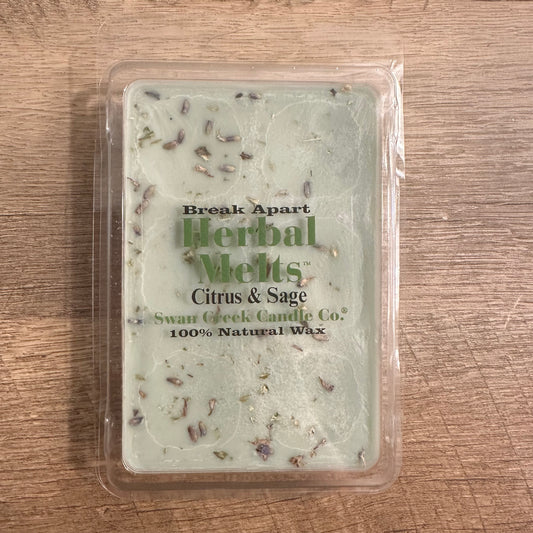 Break Apart
Herbal
Melts™
Citrus & Sage
Swan Creek Candle Co.®
100% Natural Wax